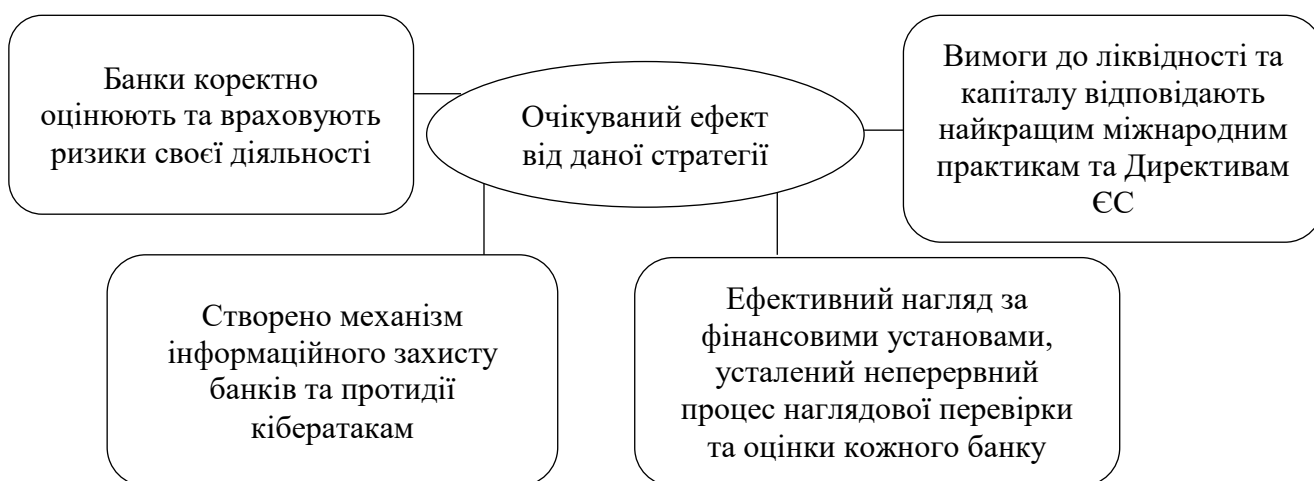 Банки коректно
оцінюють та враховують
ризики своєї діяльності
Очікуваний ефект
від даної стратегії
Вимоги до ліквідності та
капіталу відповідають
найкращим міжнародним
практикам та Директивам
ЄС
Створено механізм
інформаційного захисту
банків та протидії
кібератакам
Ефективний нагляд за
фінансовими установами,
усталений неперервний
процес наглядової перевірки
та оцінки кожного банку